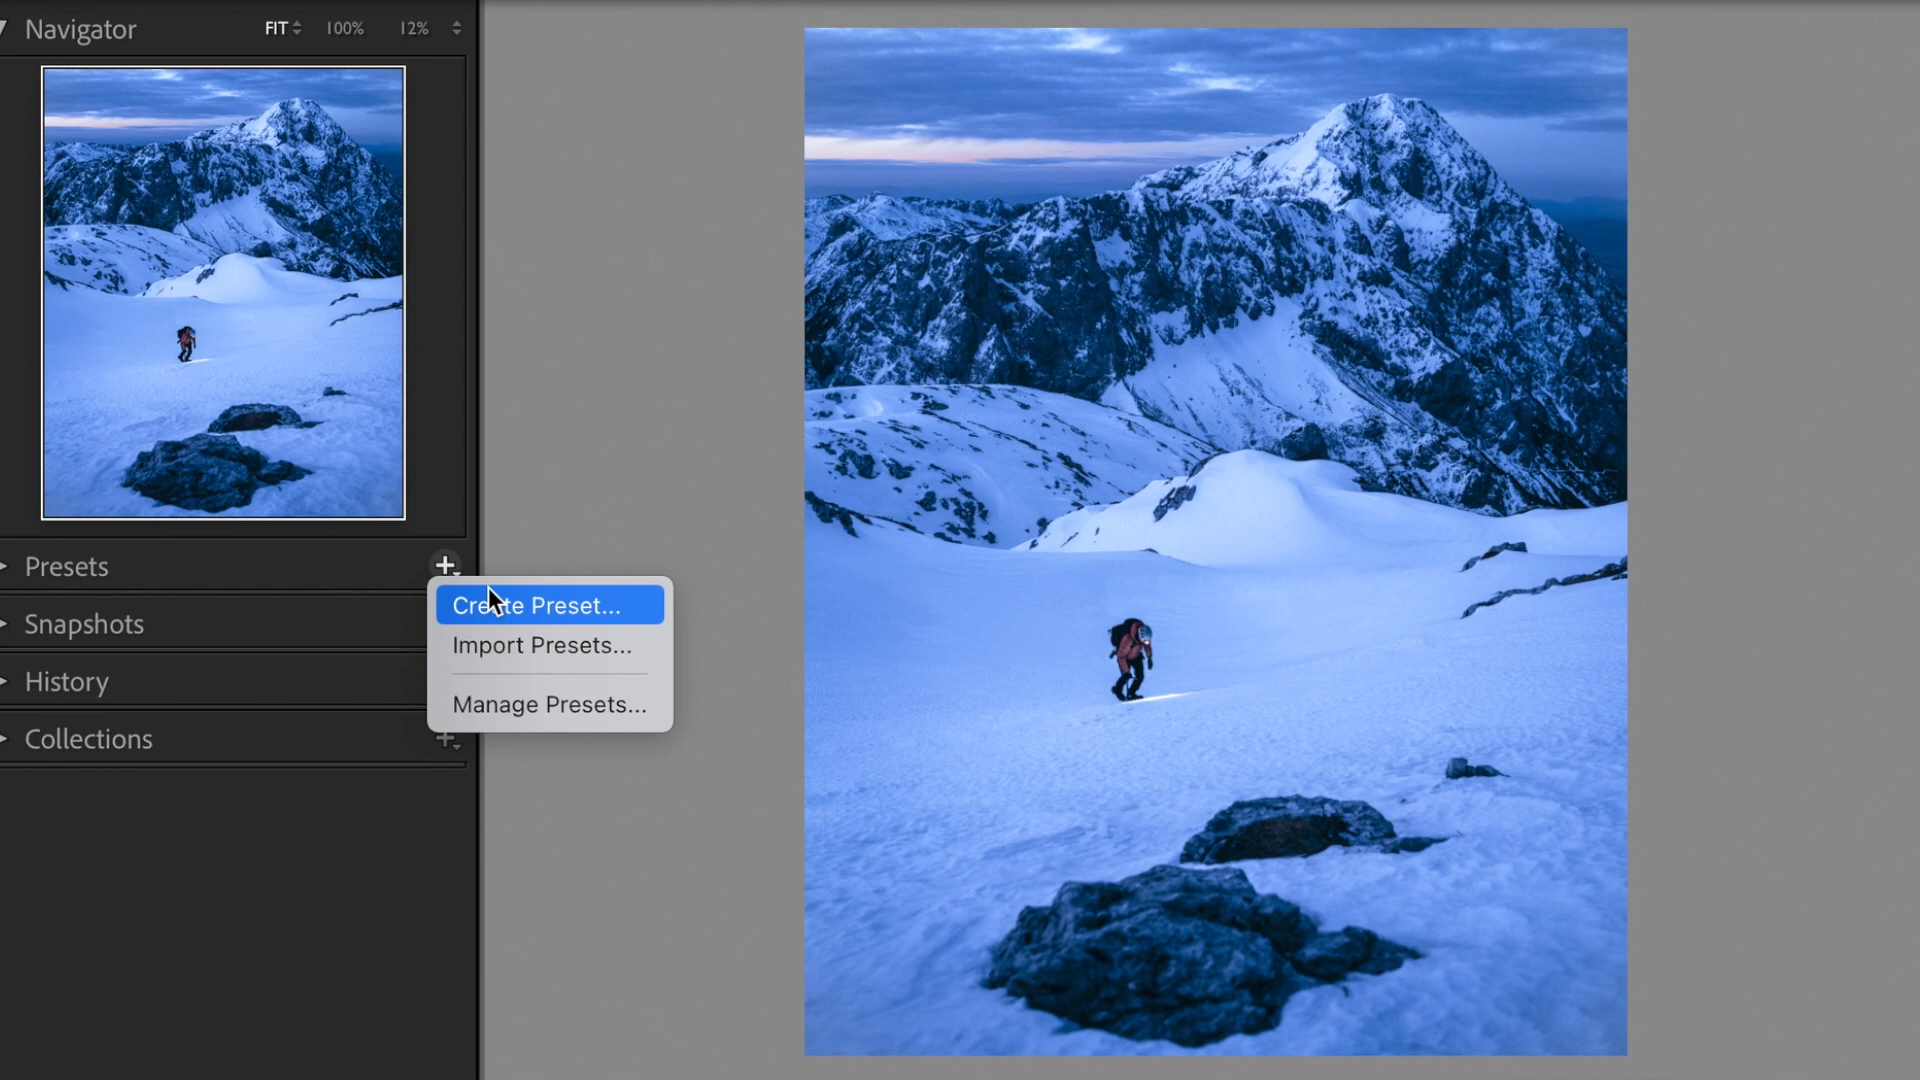 Navigator FIT 100% 12%
Presets
Create Preset...
Snapshots
Import Presets...
History
Manage Presets...
Collections